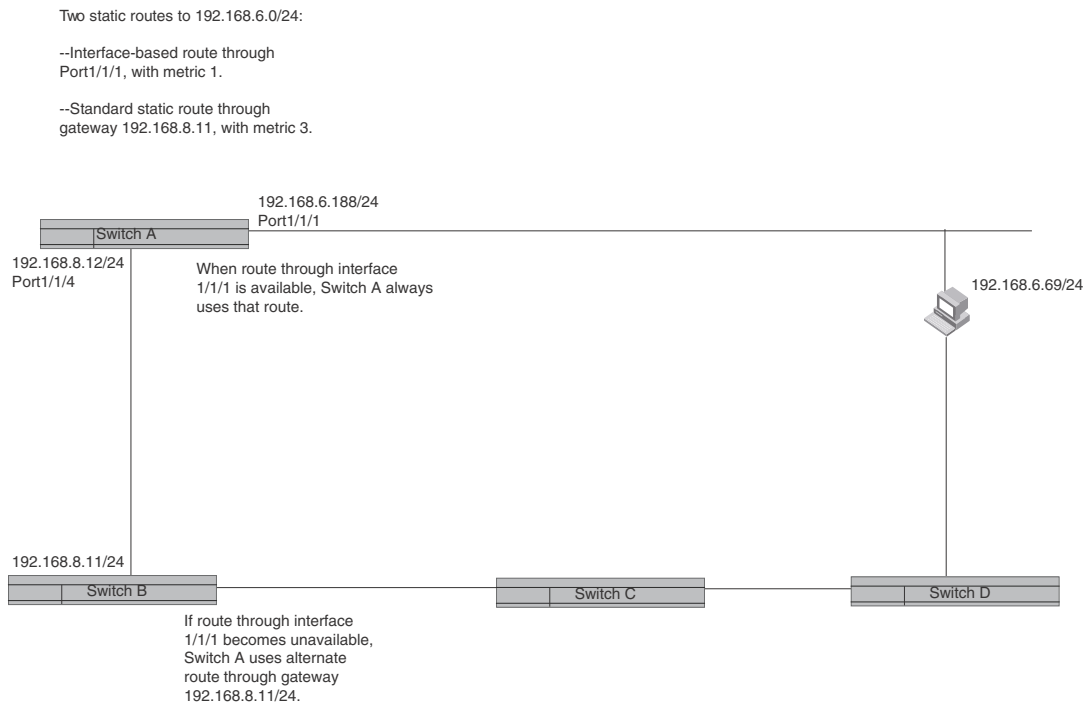 Two static routes to 192.168.6.0/24:
--Interface-based route through
Port1/1/1, with metric 1.
--Standard static route through
gateway 192.168.8.11, with metric 3.
192.168.6.188/24
Port1/1/1
Switch A
192.168.8.12/24
Port1/1/4
When route through interface
1/1/1 is available, Switch A always
uses that route.
192.168.6.69/24
192.168.8.11/24
Switch B
Switch C
Switch D
If route through interface
1/1/1 becomes unavailable,
Switch A uses alternate
route through gateway
192.168.8.11/24.